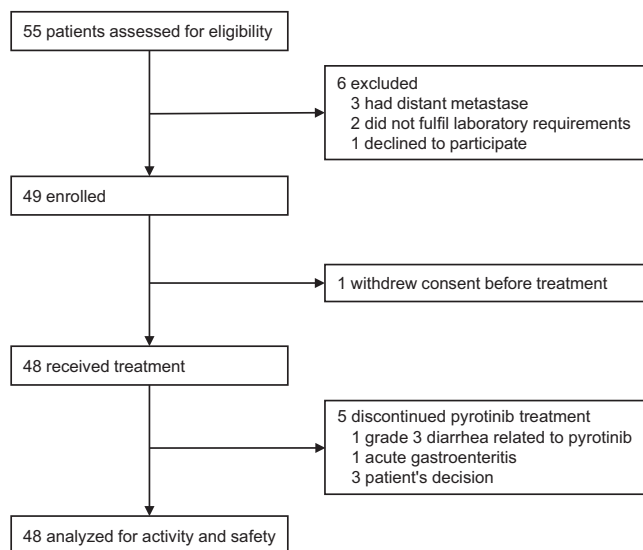 55 patients assessed for eligibility
6 excluded
3 had distant metastase
2 did not fulfil laboratory requirements
1 declined to participate
49 enrolled
1 withdrew consent before treatment
48 received treatment
5 discontinued pyrotinib treatment
1 grade 3 diarrhea related to pyrotinib
1 acute gastroenteritis
3 patient's decision
48 analyzed for activity and safety